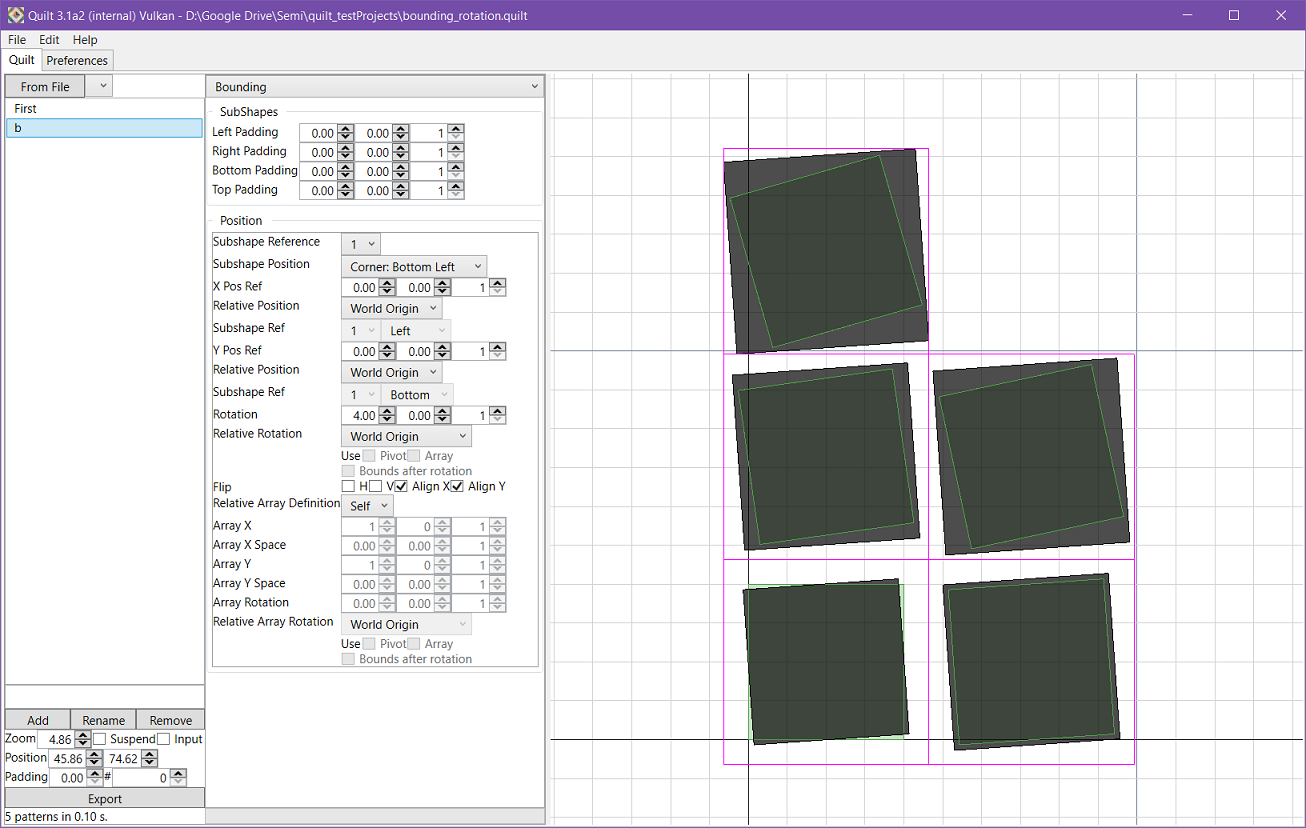 Quilt 3.1a2 (internal) Vulkan - D:\Google Drive\Semi\quilt_testProjects\bounding_rotation.quilt
File Edit Help
Quilt Preferences
From File
First
b
Bounding
SubShapes
Left Padding 0.00 0.00 1
Right Padding 0.00 0.00 1
Bottom Padding 0.00 0.00 1
Top Padding 0.00 0.00 1
Position
Subshape Reference 1
Subshape Position Corner: Bottom Left
X Pos Ref 0.00 0.00 1
Relative Position World Origin
Subshape Ref 1 Left
Y Pos Ref 0.00 0.00 1
Relative Position World Origin
Subshape Ref 1 Bottom
Rotation 4.00 0.00 1
Relative Rotation World Origin
Use Pivot Array
Bounds after rotation
Flip H V Align X Align Y
Relative Array Definition Self
Array X 1 0 1
Array X Space 0.00 0.00 1
Array Y 1 0 1
Array Y Space 0.00 0.00 1
Array Rotation 0.00 0.00 1
Relative Array Rotation World Origin
Use Pivot Array
Bounds after rotation
Add Rename Remove
Zoom 4.86 Suspend Input
Position 45.86 74.62
Padding 0.00 # 0
Export
5 patterns in 0.10 s.